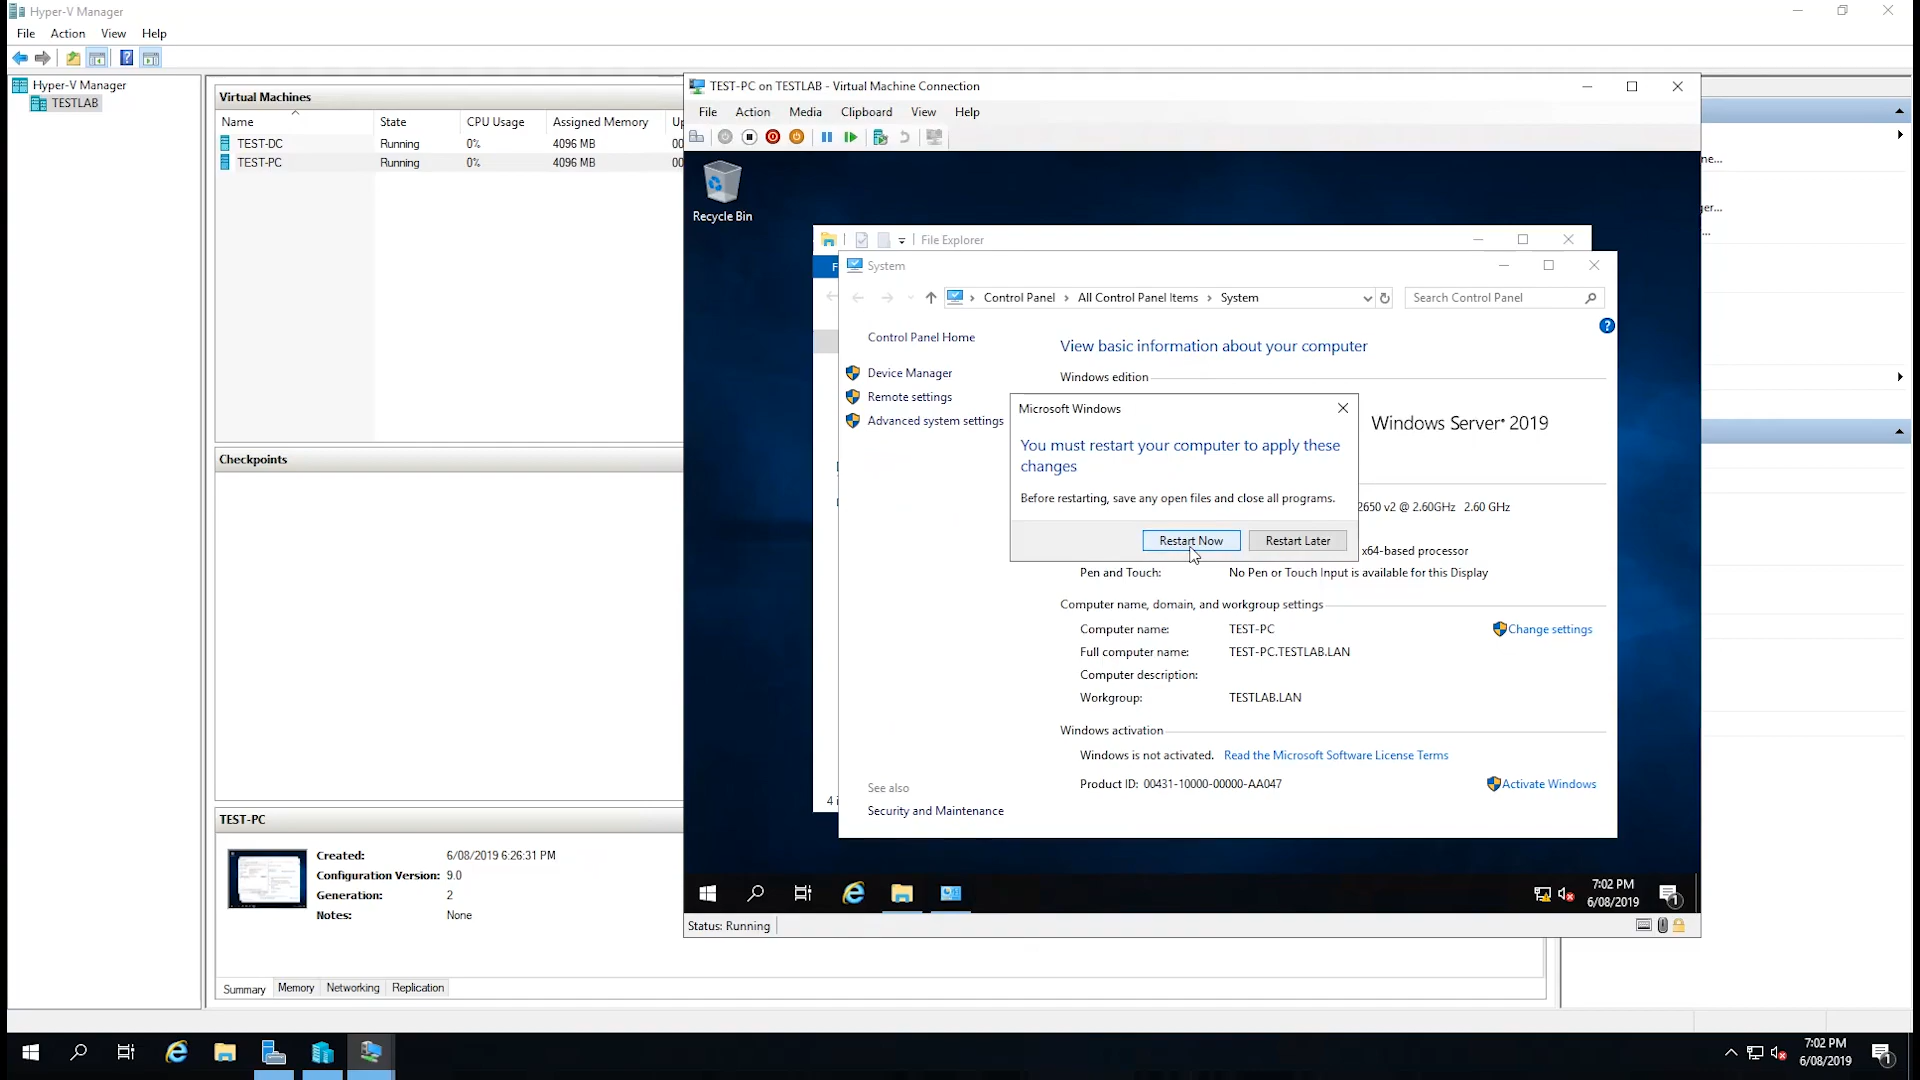 Hyper-V Manager
File Action View Help
Hyper-V Manager
TESTLAB
Virtual Machines
Name State CPU Usage Assigned Memory
TEST-DC Running 0% 4096 MB 00
TEST-PC Running 0% 4096 MB 00
Checkpoints
TEST-PC
Created: 6/08/2019 6:26:31 PM
Configuration Version: 9.0
Generation: 2
Notes: None
Summary Memory Networking Replication
TEST-PC on TESTLAB - Virtual Machine Connection
File Action Media Clipboard View Help
Recycle Bin
File Explorer
System
Control Panel > All Control Panel Items > System
Search Control Panel
Control Panel Home
Device Manager
Remote settings
Advanced system settings
See also
Security and Maintenance
View basic information about your computer
Windows edition
Windows Server® 2019
2650 v2 @ 2.60GHz 2.60 GHz
x64-based processor
Pen and Touch: No Pen or Touch Input is available for this Display
Computer name, domain, and workgroup settings
Computer name: TEST-PC
Change settings
Full computer name: TEST-PC.TESTLAB.LAN
Computer description:
Workgroup: TESTLAB.LAN
Windows activation
Windows is not activated. Read the Microsoft Software License Terms
Product ID: 00431-10000-00000-AA047
Activate Windows
Microsoft Windows
You must restart your computer to apply these
changes
Before restarting, save any open files and close all programs.
Restart Now Restart Later
7:02 PM
6/08/2019
1
Status: Running
7:02 PM
6/08/2019
1